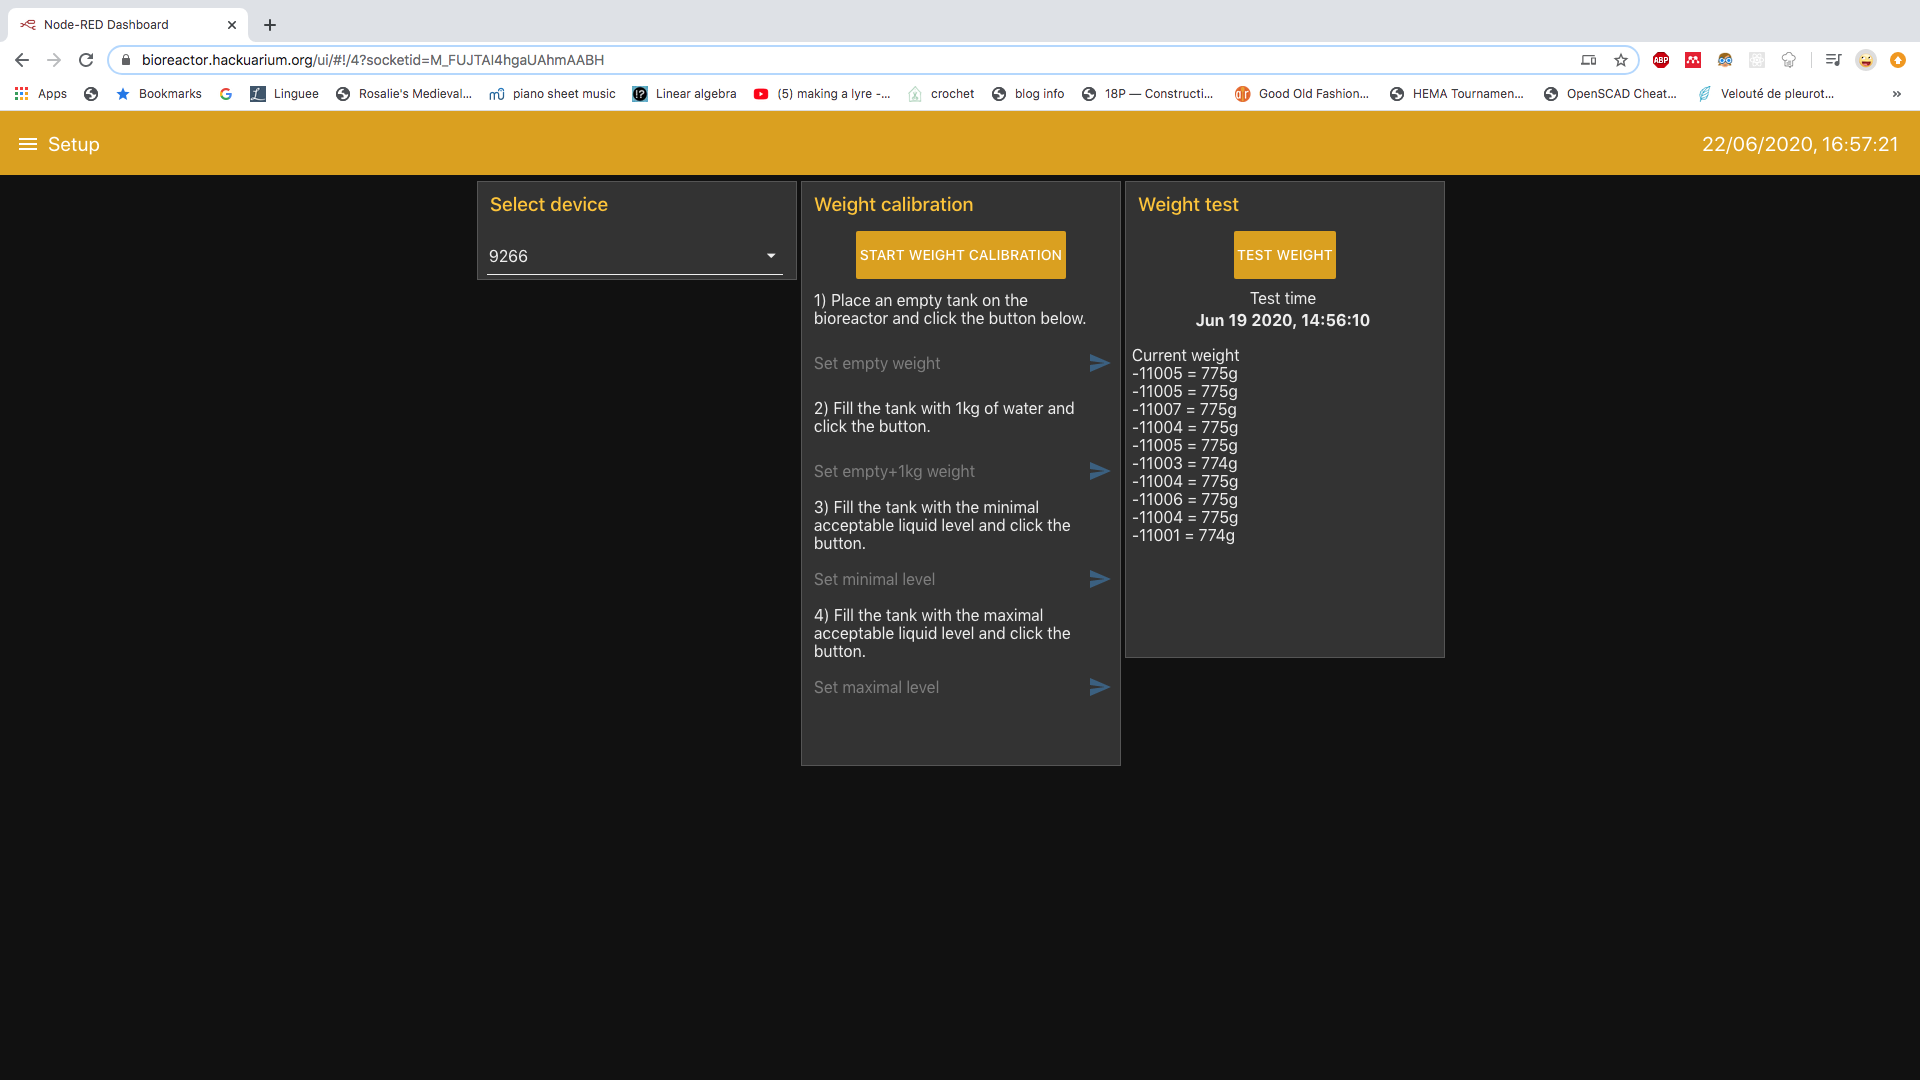 Node-RED Dashboard
bioreactor.hackuarium.org/ui/#!/4?socketid=M_FUJTAI4hgaUAhmAABH
ABP
Apps
Bookmarks
Linguee
Rosalie's Medieval...
piano sheet music
Linear algebra
(5) making a lyre -...
crochet
blog info
18P — Constructi...
Good Old Fashion...
HEMA Tournamen...
OpenSCAD Cheat...
Velouté de pleurot...
»
Setup
22/06/2020, 16:57:21
Select device
9266
Weight calibration
START WEIGHT CALIBRATION
1) Place an empty tank on the
bioreactor and click the button below.
Set empty weight
2) Fill the tank with 1kg of water and
click the button.
Set empty+1kg weight
3) Fill the tank with the minimal
acceptable liquid level and click the
button.
Set minimal level
4) Fill the tank with the maximal
acceptable liquid level and click the
button.
Set maximal level
Weight test
TEST WEIGHT
Test time
Jun 19 2020, 14:56:10
Current weight
-11005 = 775g
-11005 = 775g
-11007 = 775g
-11004 = 775g
-11005 = 775g
-11003 = 774g
-11004 = 775g
-11006 = 775g
-11004 = 775g
-11001 = 774g